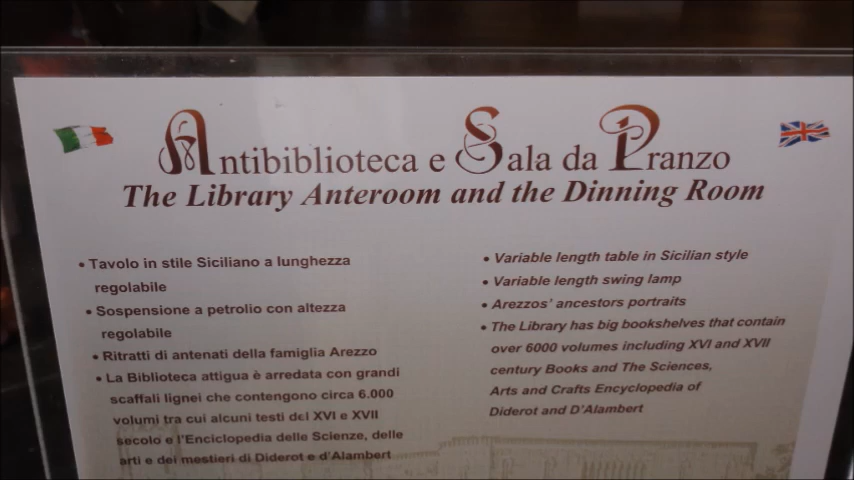 Antibiblioteca e Sala da Pranzo
The Library Anteroom and the Dinning Room
• Tavolo in stile Siciliano a lunghezza
regolabile
• Sospensione a petrolio con altezza
regolabile
• Ritratti di antenati della famiglia Arezzo
• La Biblioteca attigua è arredata con grandi
scaffali lignei che contengono circa 6.000
volumi tra cui alcuni testi del XVI e XVII
secolo e l'Enciclopedia delle Scienze, delle
arti e dei mestieri di Diderot e d'Alambert
• Variable length table in Sicilian style
• Variable length swing lamp
• Arezzos' ancestors portraits
• The Library has big bookshelves that contain
over 6000 volumes including XVI and XVII
century Books and The Sciences,
Arts and Crafts Encyclopedia of
Diderot and D'Alambert